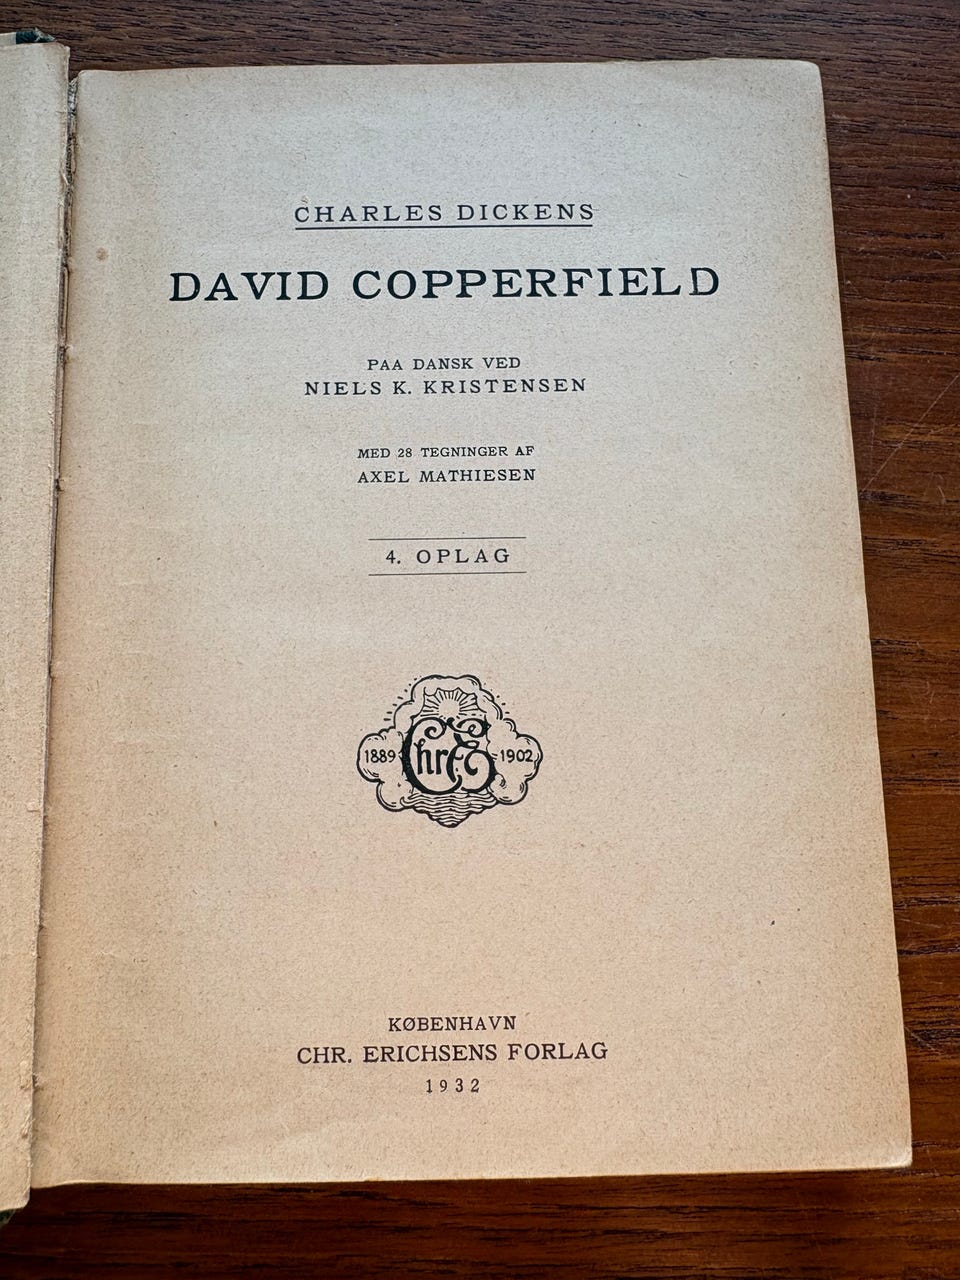 CHARLES DICKENS
DAVID COPPERFIELD
PAA DANSK VED
NIELS K. KRISTENSEN
MED 28 TEGNINGER AF
AXEL MATHIESEN
4. OPLAG
1889 Chr. E 1902
KØBENHAVN
CHR. ERICHSENS FORLAG
1932